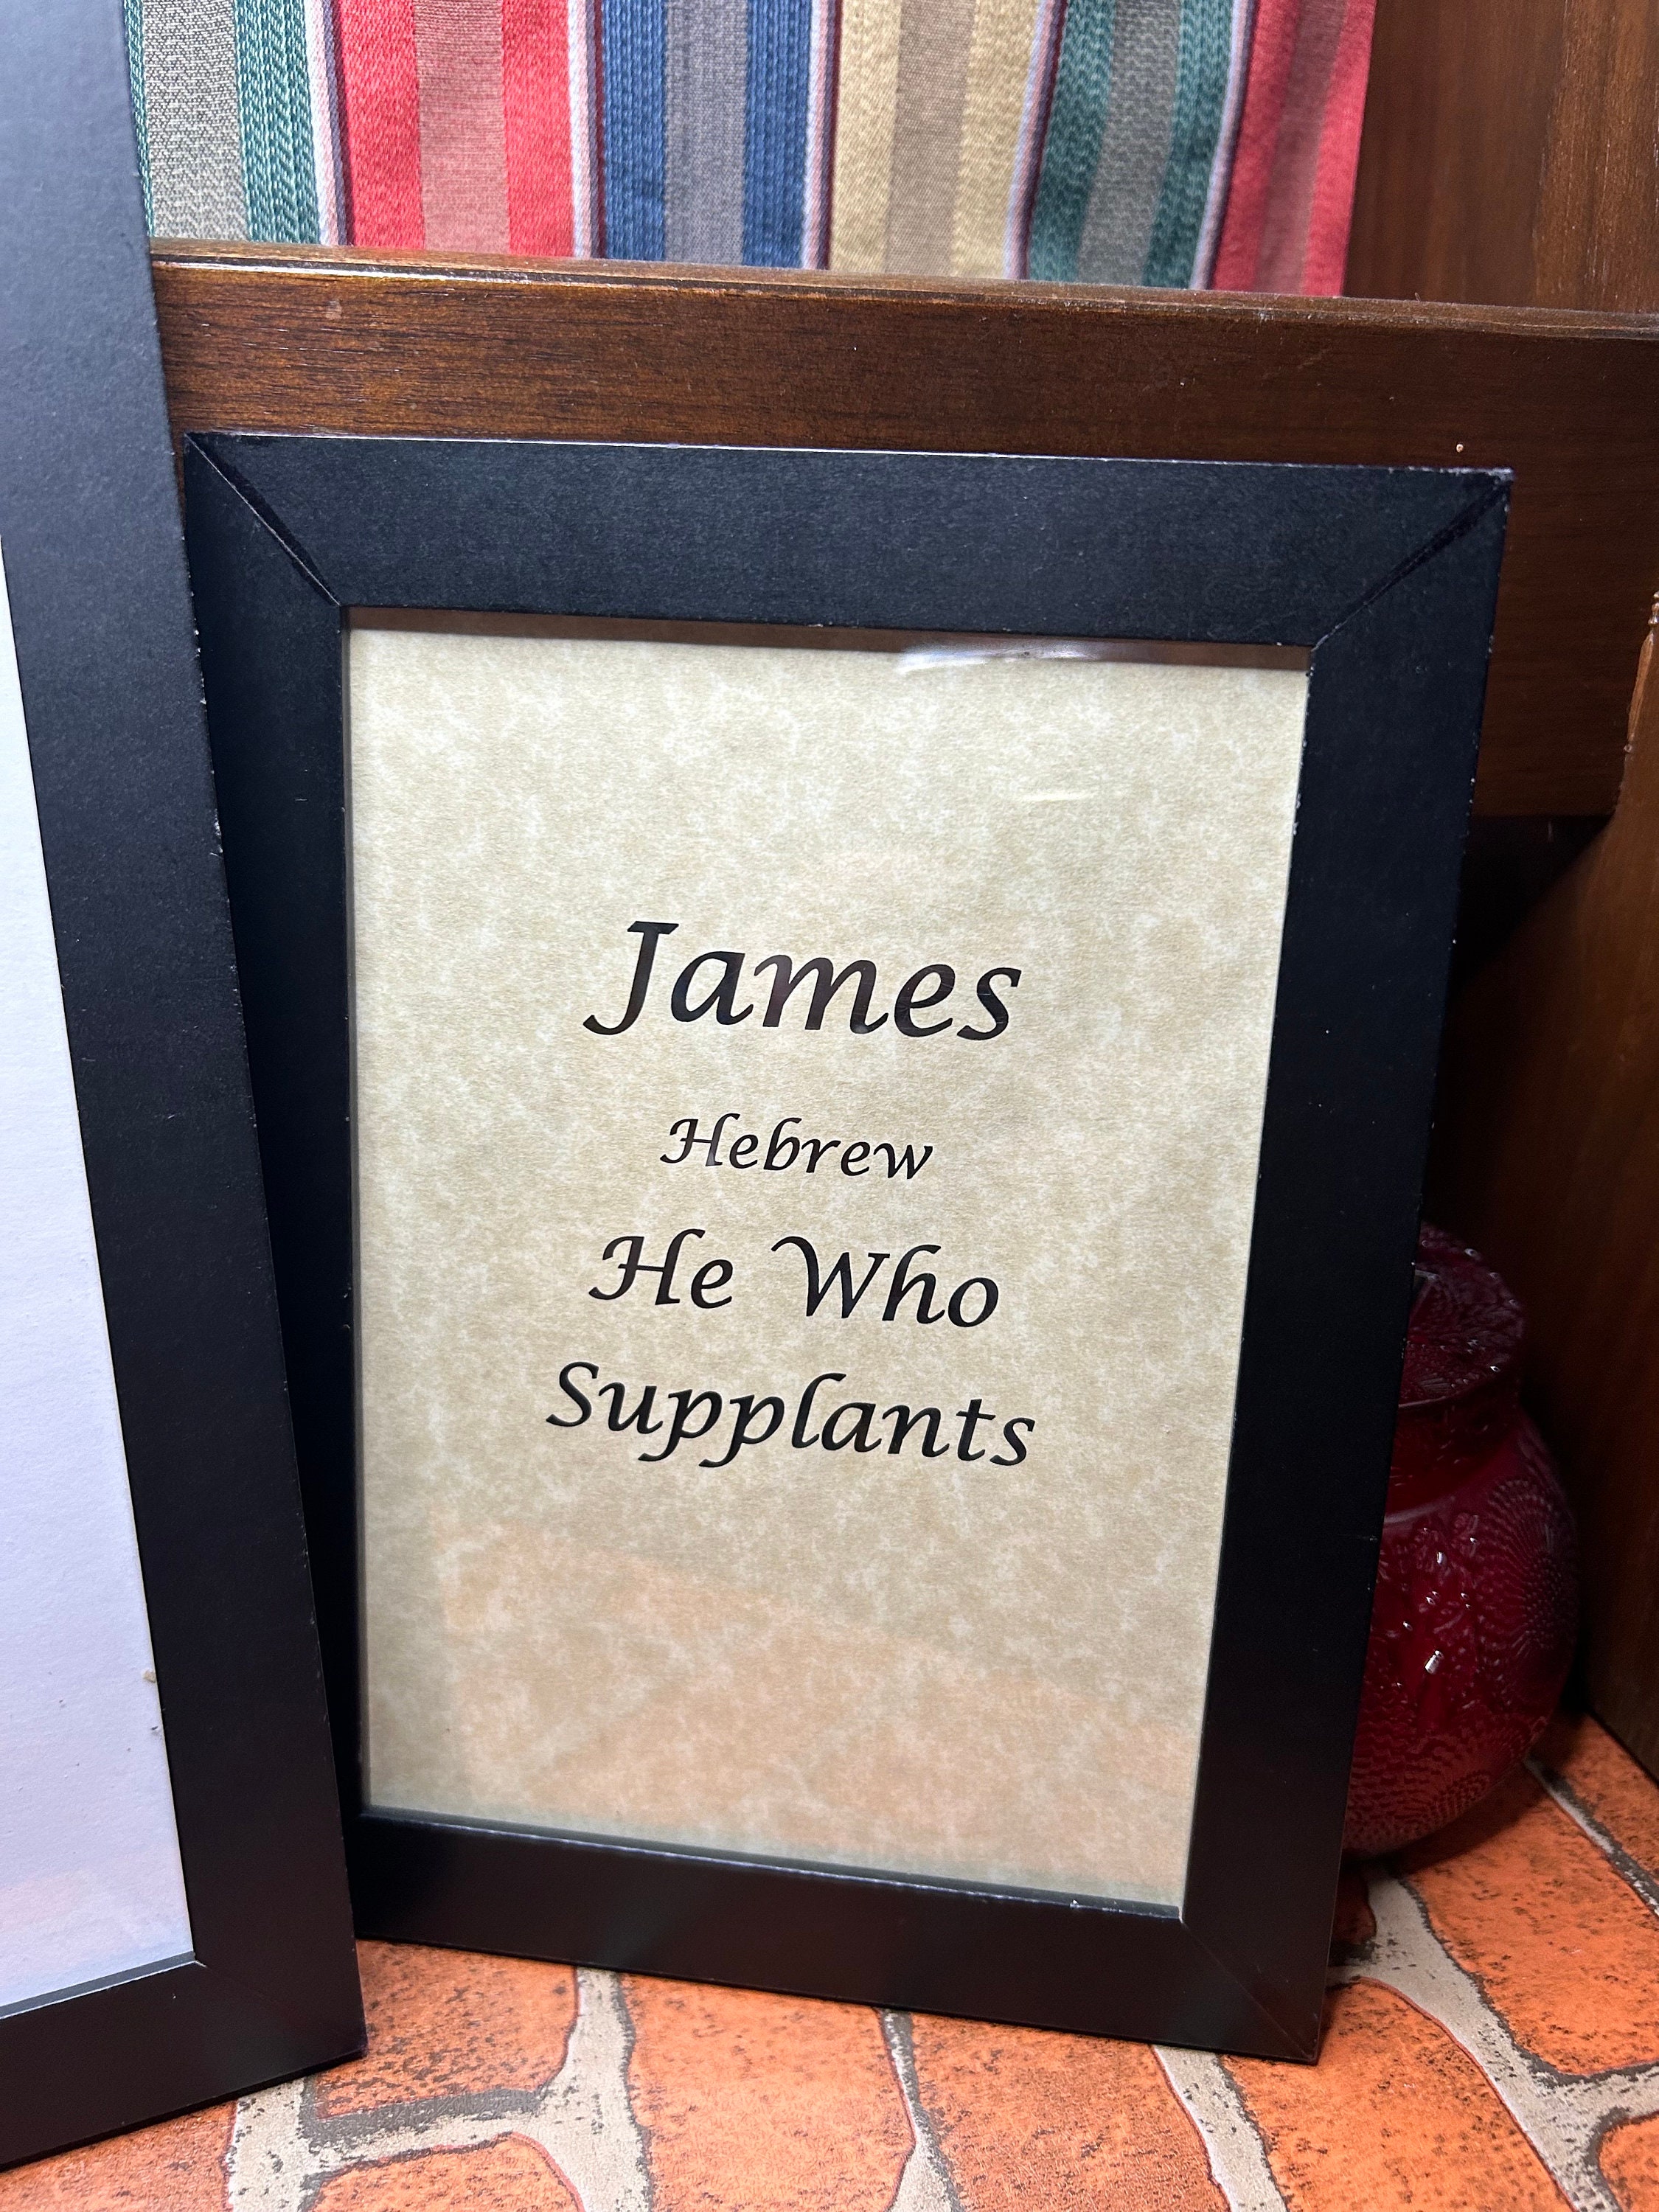 James
Hebrew
He Who
Supplants